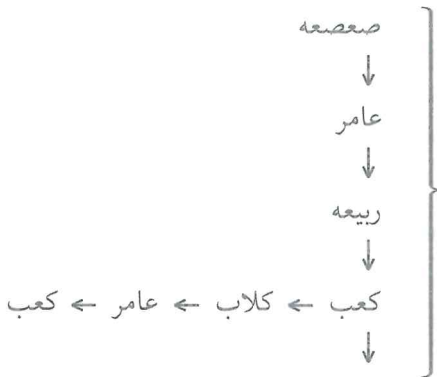 صعصعه
↓
عامر
↓
ربیعه
↓
کعب ← کلاب ← عامر ← کعب
↓